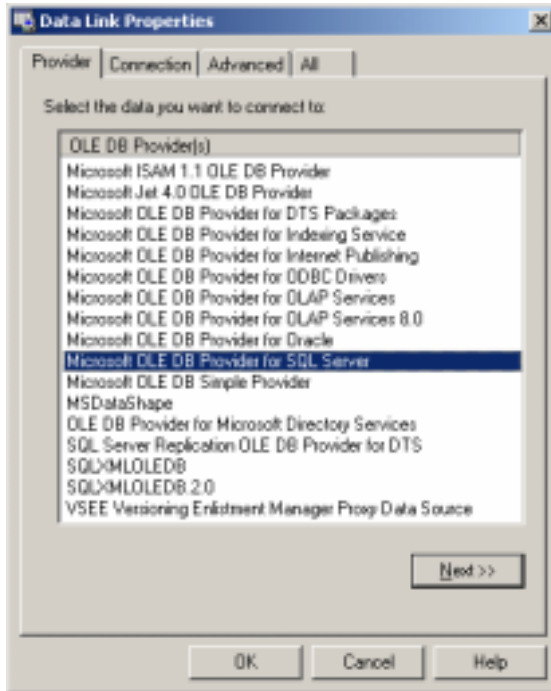 Data Link Properties
Provider Connection Advanced All
Select the data you want to connect to:
OLE DB Provider(s)
Microsoft ISAM 1.1 OLE DB Provider
Microsoft Jet 4.0 OLE DB Provider
Microsoft OLE DB Provider for DTS Packages
Microsoft OLE DB Provider for Indexing Service
Microsoft OLE DB Provider for Internet Publishing
Microsoft OLE DB Provider for ODBC Drivers
Microsoft OLE DB Provider for OLAP Services
Microsoft OLE DB Provider for OLAP Services 8.0
Microsoft OLE DB Provider for Oracle
Microsoft OLE DB Provider for SQL Server
Microsoft OLE DB Simple Provider
MSDataShape
OLE DB Provider for Microsoft Directory Services
SQL Server Replication OLE DB Provider for DTS
SQLXMLOLEDB
SQLXMLOLEDB.2.0
VSEE Versioning Enlistment Manager Proxy Data Source
Next >>
OK Cancel Help